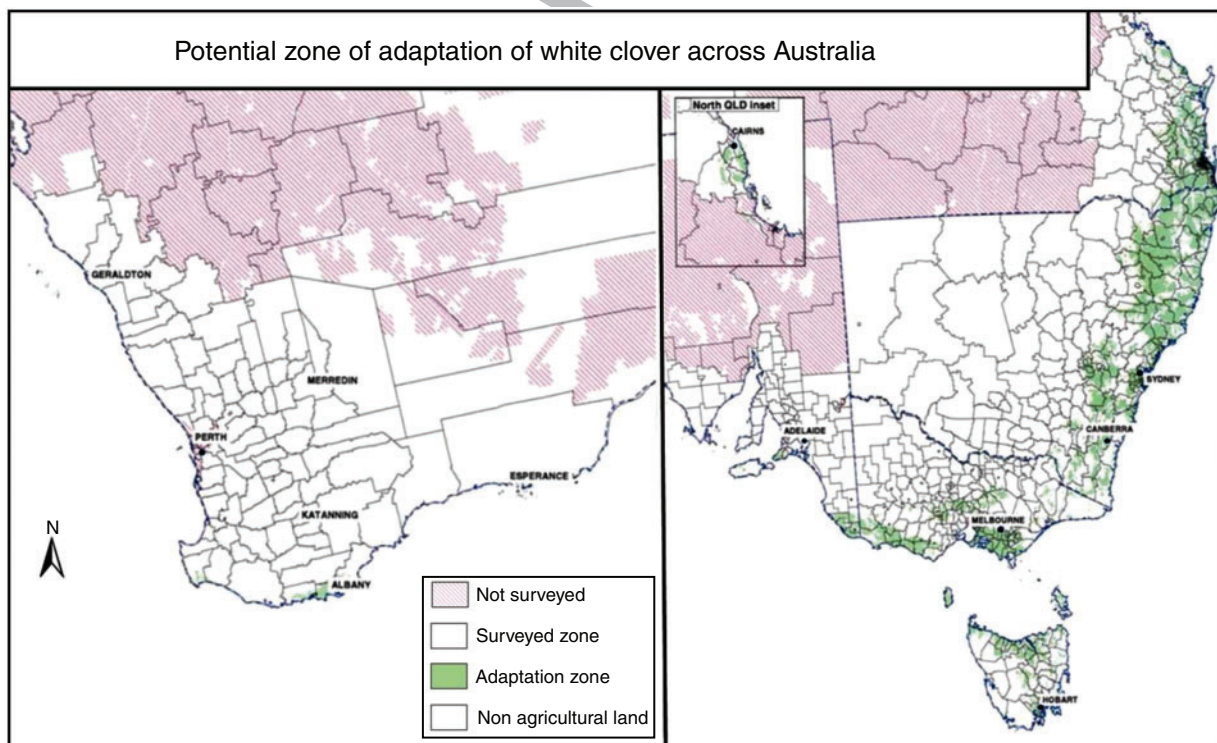 Potential zone of adaptation of white clover across Australia
North QLD inset
CAIRNS
GERALDTON
MERREDIN
PERTH
ESPERANCE
KATANNING
ALBANY
N
SYDNEY
ADELAIDE
CANBERRA
MELBOURNE
HOBART
Not surveyed
Surveyed zone
Adaptation zone
Non agricultural land